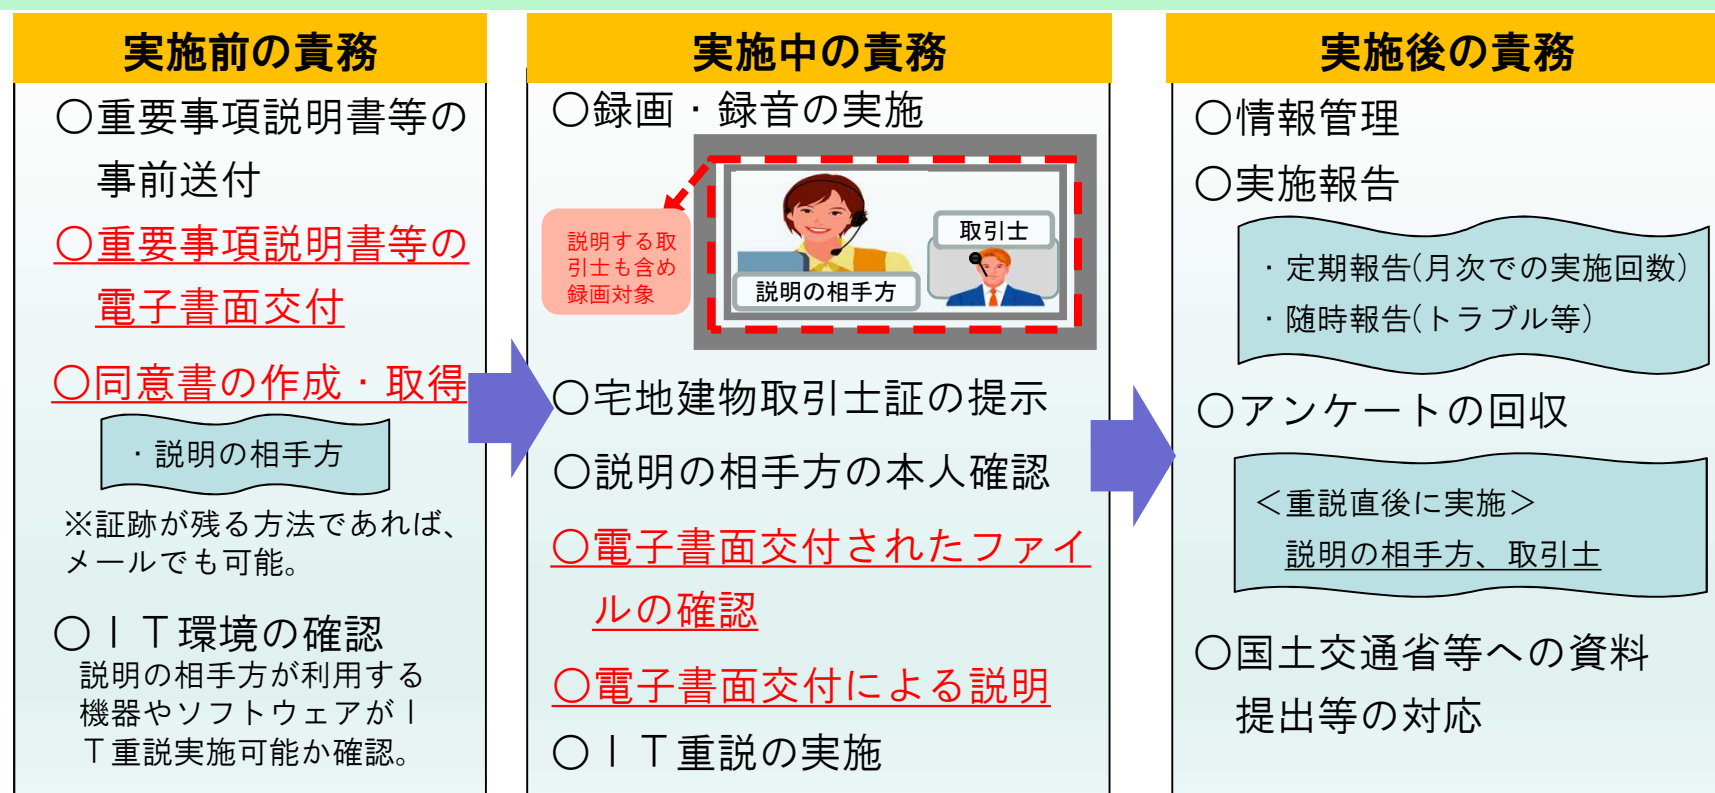 実施前の責務
○重要事項説明書等の
事前送付
○重要事項説明書等の
電子書面交付
○同意書の作成・取得
・説明の相手方
※証跡が残る方法であれば、
メールでも可能。
○ＩＴ環境の確認
説明の相手方が利用する
機器やソフトウェアがＩ
Ｔ重説実施可能か確認。
実施中の責務
○録画・録音の実施
説明する取
引士も含め
録画対象
取引士
説明の相手方
○宅地建物取引士証の提示
○説明の相手方の本人確認
○電子書面交付されたファイ
ルの確認
○電子書面交付による説明
○ＩＴ重説の実施
実施後の責務
○情報管理
○実施報告
・定期報告(月次での実施回数)
・随時報告(トラブル等)
○アンケートの回収
＜重説直後に実施＞
説明の相手方、取引士
○国土交通省等への資料
提出等の対応